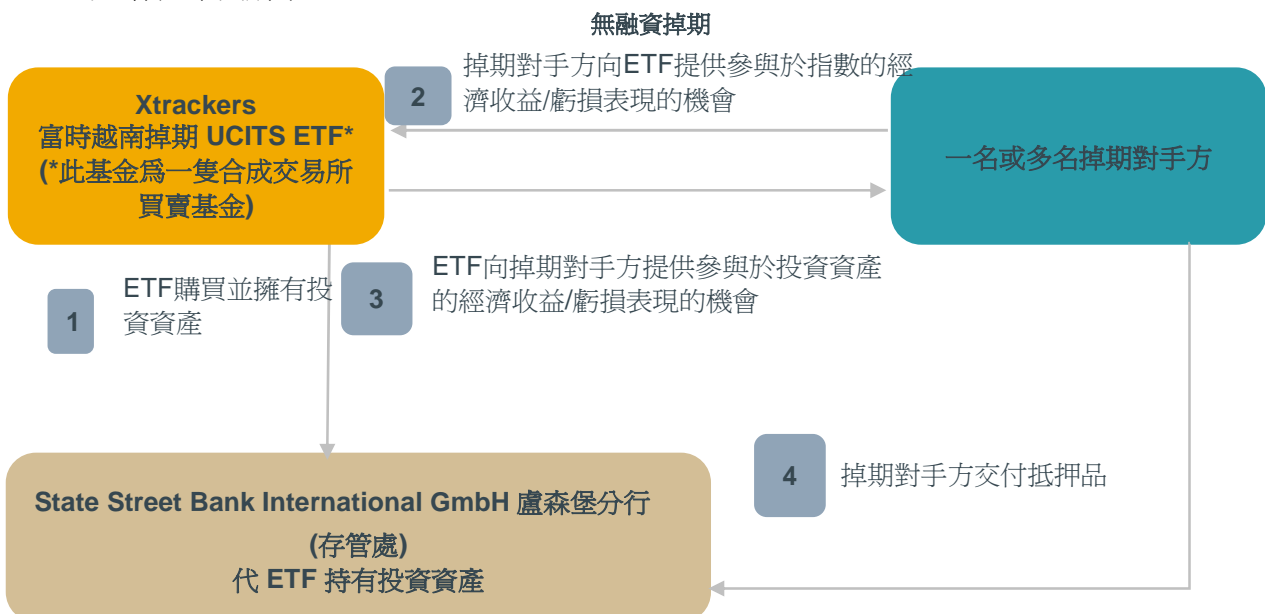 無融資掉期
2
掉期對手方向ETF提供參與於指數的經
濟收益/虧損表現的機會
Xtrackers
富時越南掉期 UCITS ETF*
(*此基金爲一隻合成交易所
買賣基金)
一名或多名掉期對手方
1
ETF購買並擁有投
資資產
3
ETF向掉期對手方提供參與於投資資產
的經濟收益/虧損表現的機會
4
掉期對手方交付抵押品
State Street Bank International GmbH 盧森堡分行
(存管處)
代 ETF 持有投資資產